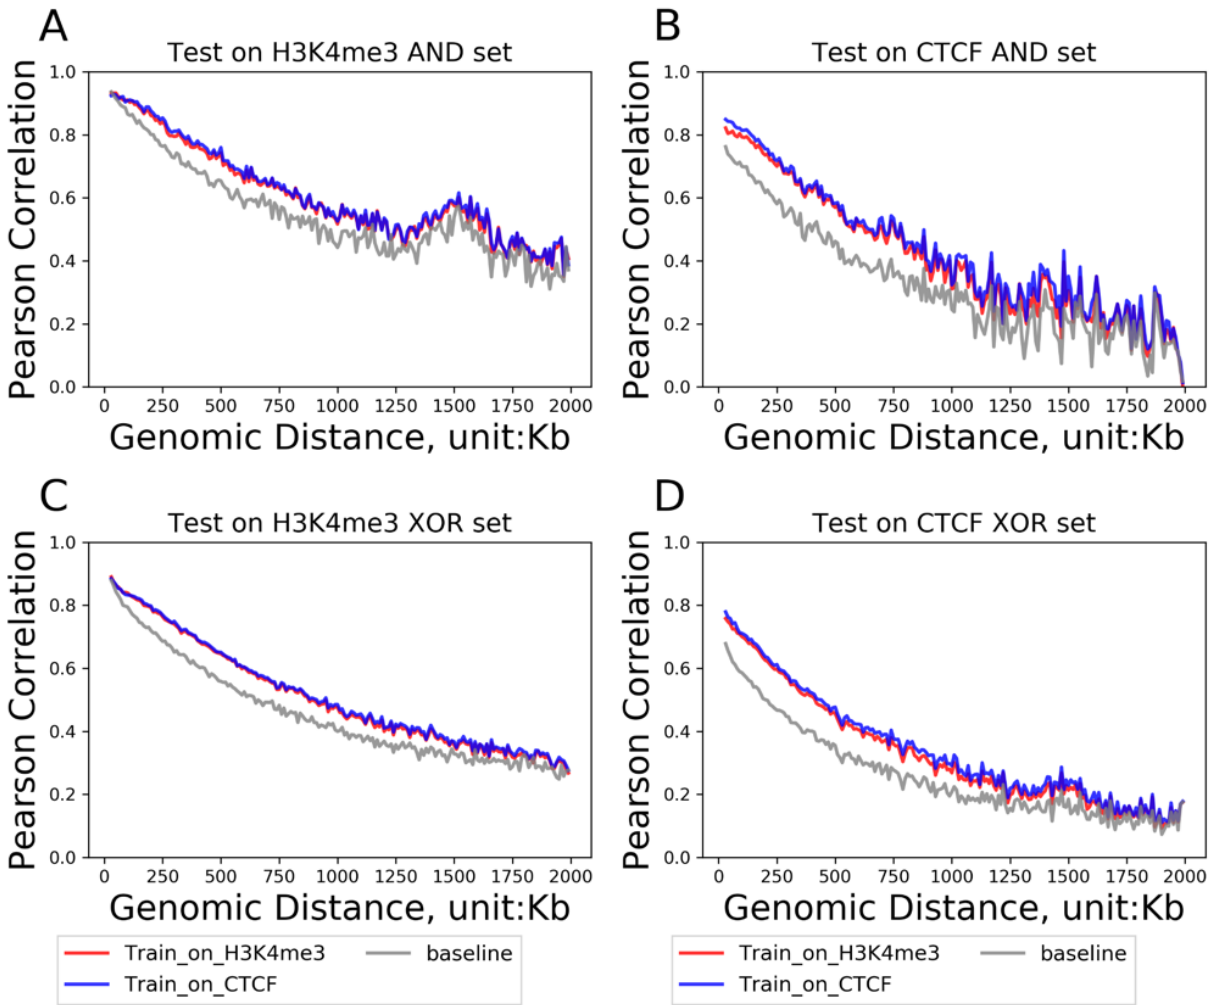 A
Test on H3K4me3 AND set
Pearson Correlation
1.0
0.8
0.6
0.4
0.2
0.0
0 250 500 750 1000 1250 1500 1750 2000
Genomic Distance, unit:Kb
B
Test on CTCF AND set
Pearson Correlation
1.0
0.8
0.6
0.4
0.2
0.0
0 250 500 750 1000 1250 1500 1750 2000
Genomic Distance, unit:Kb
C
Test on H3K4me3 XOR set
Pearson Correlation
1.0
0.8
0.6
0.4
0.2
0.0
0 250 500 750 1000 1250 1500 1750 2000
Genomic Distance, unit:Kb
Train_on_H3K4me3 baseline
Train_on_CTCF
D
Test on CTCF XOR set
Pearson Correlation
1.0
0.8
0.6
0.4
0.2
0.0
0 250 500 750 1000 1250 1500 1750 2000
Genomic Distance, unit:Kb
Train_on_H3K4me3 baseline
Train_on_CTCF